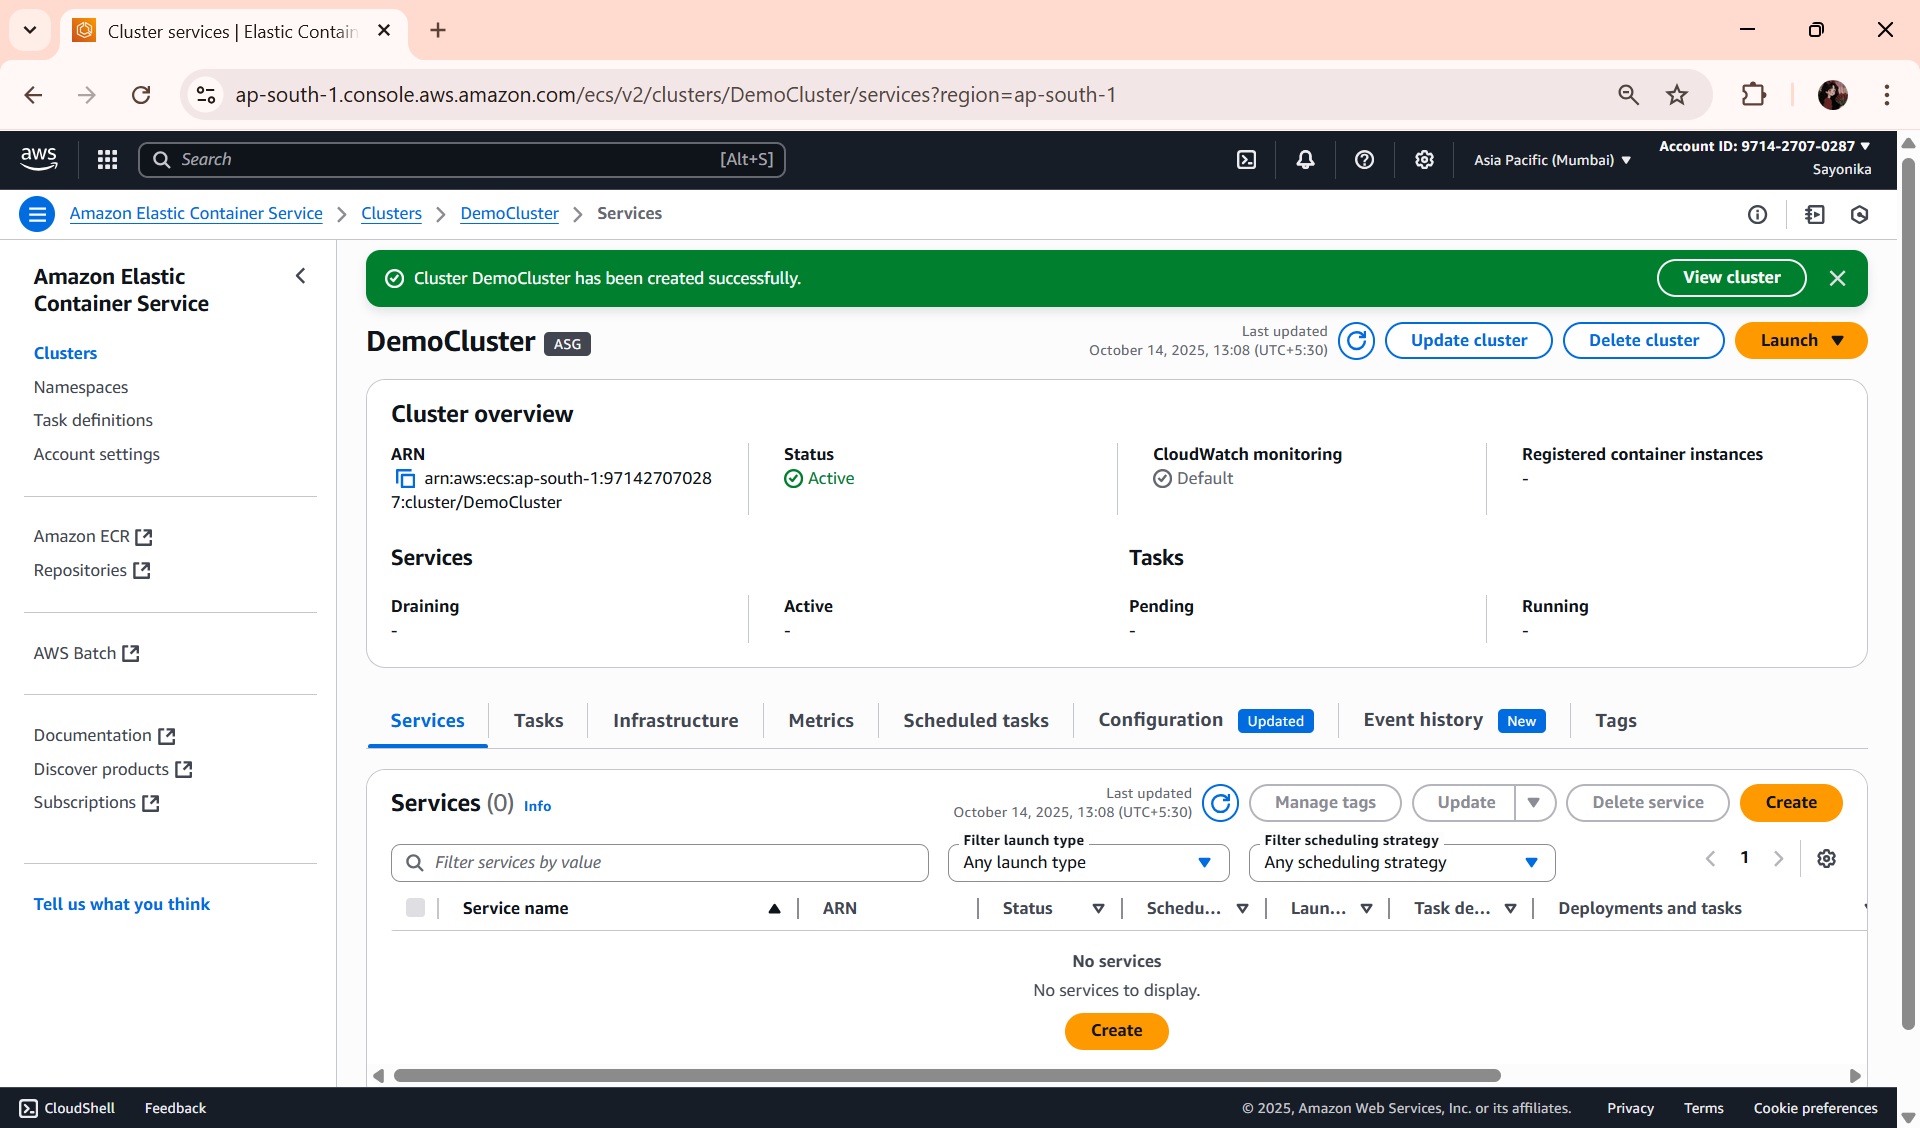 Cluster services | Elastic Contain
ap-south-1.console.aws.amazon.com/ecs/v2/clusters/DemoCluster/services?region=ap-south-1
aws
Search
[Alt+S]
Asia Pacific (Mumbai)
Account ID: 9714-2707-0287
Sayonika
Amazon Elastic Container Service
Clusters
DemoCluster
Services
Amazon Elastic
Container Service
Clusters
Namespaces
Task definitions
Account settings
Amazon ECR
Repositories
AWS Batch
Documentation
Discover products
Subscriptions
Tell us what you think
Cluster DemoCluster has been created successfully.
View cluster
DemoCluster
ASG
Last updated
October 14, 2025, 13:08 (UTC+5:30)
Update cluster
Delete cluster
Launch
Cluster overview
ARN
arn:aws:ecs:ap-south-1:97142707028
7:cluster/DemoCluster
Status
Active
CloudWatch monitoring
Default
Registered container instances
-
Services
Tasks
Draining
-
Active
-
Pending
-
Running
-
Services
Tasks
Infrastructure
Metrics
Scheduled tasks
Configuration
Updated
Event history
New
Tags
Services (0) Info
Last updated
October 14, 2025, 13:08 (UTC+5:30)
Manage tags
Update
Delete service
Create
Filter services by value
Filter launch type
Any launch type
Filter scheduling strategy
Any scheduling strategy
1
Service name
ARN
Status
Schedu...
Laun...
Task de...
Deployments and tasks
No services
No services to display.
Create
CloudShell
Feedback
© 2025, Amazon Web Services, Inc. or its affiliates.
Privacy
Terms
Cookie preferences